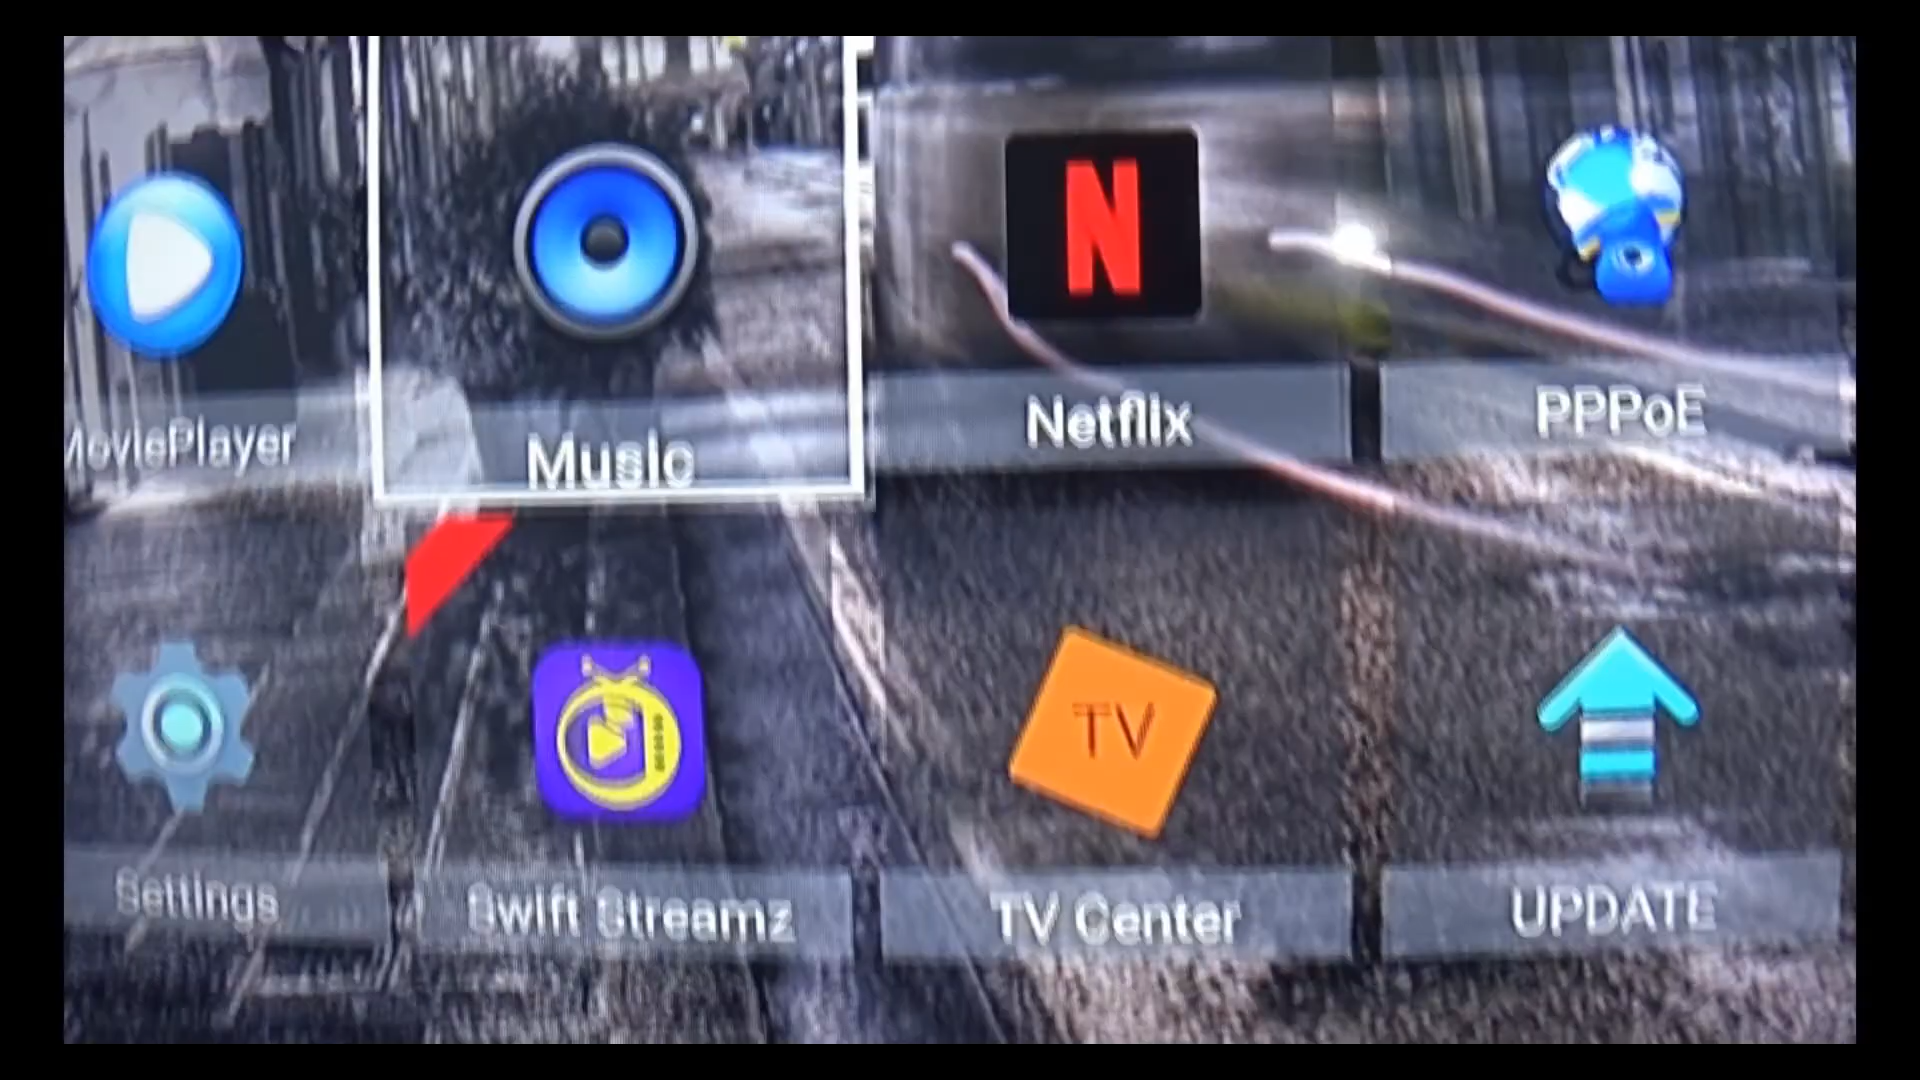 MoviePlayer
Music
N
Netflix
PPPoE
Settings
Swift Streamz
TV
TV Center
UPDATE